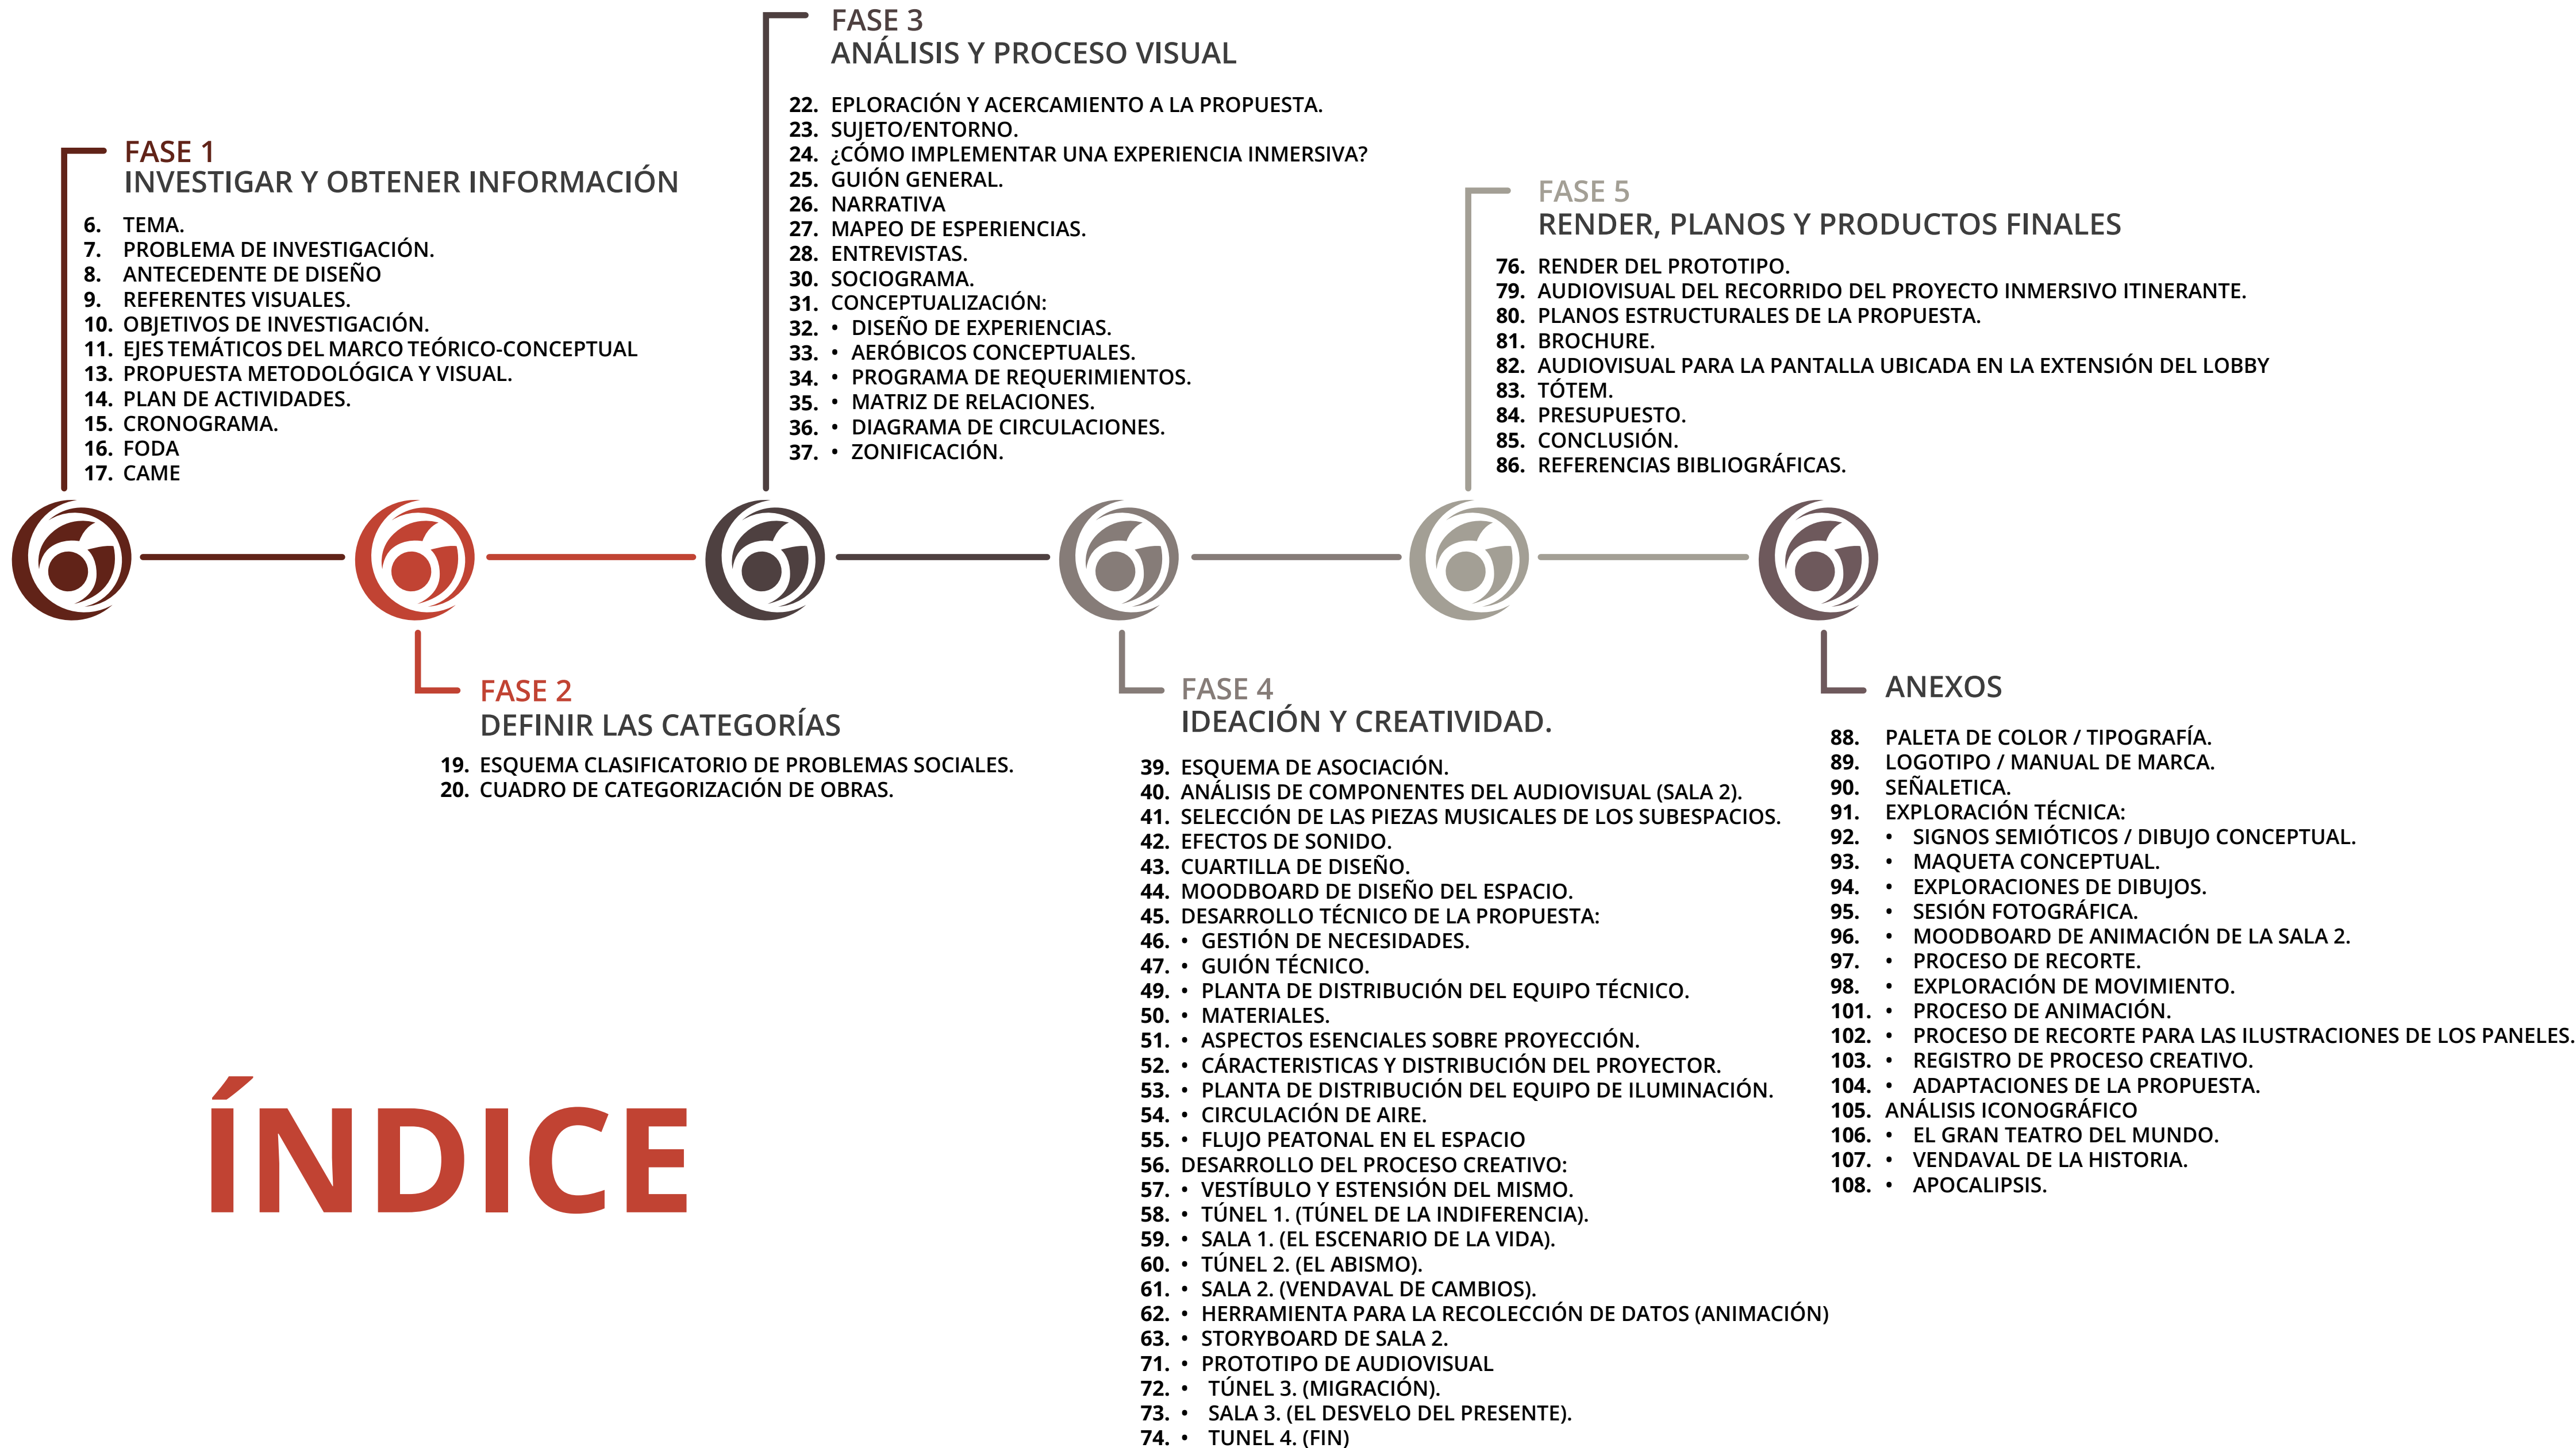 FASE 1
INVESTIGAR Y OBTENER INFORMACIÓN
6. TEMA.
7. PROBLEMA DE INVESTIGACIÓN.
8. ANTECEDENTE DE DISEÑO
9. REFERENTES VISUALES.
10. OBJETIVOS DE INVESTIGACIÓN.
11. EJES TEMÁTICOS DEL MARCO TEÓRICO-CONCEPTUAL
13. PROPUESTA METODOLÓGICA Y VISUAL.
14. PLAN DE ACTIVIDADES.
15. CRONOGRAMA.
16. FODA
17. CAME
FASE 2
DEFINIR LAS CATEGORÍAS
19. ESQUEMA CLASIFICATORIO DE PROBLEMAS SOCIALES.
20. CUADRO DE CATEGORIZACIÓN DE OBRAS.
FASE 3
ANÁLISIS Y PROCESO VISUAL
22. EPLORACIÓN Y ACERCAMIENTO A LA PROPUESTA.
23. SUJETO/ENTORNO.
24. ¿CÓMO IMPLEMENTAR UNA EXPERIENCIA INMERSIVA?
25. GUIÓN GENERAL.
26. NARRATIVA
27. MAPEO DE ESPERIENCIAS.
28. ENTREVISTAS.
30. SOCIOGRAMA.
31. CONCEPTUALIZACIÓN:
32. • DISEÑO DE EXPERIENCIAS.
33. • AERÓBICOS CONCEPTUALES.
34. • PROGRAMA DE REQUERIMIENTOS.
35. • MATRIZ DE RELACIONES.
36. • DIAGRAMA DE CIRCULACIONES.
37. • ZONIFICACIÓN.
FASE 4
IDEACIÓN Y CREATIVIDAD.
39. ESQUEMA DE ASOCIACIÓN.
40. ANÁLISIS DE COMPONENTES DEL AUDIOVISUAL (SALA 2).
41. SELECCIÓN DE LAS PIEZAS MUSICALES DE LOS SUBESPACIOS.
42. EFECTOS DE SONIDO.
43. CUARTILLA DE DISEÑO.
44. MOODBOARD DE DISEÑO DEL ESPACIO.
45. DESARROLLO TÉCNICO DE LA PROPUESTA:
46. • GESTIÓN DE NECESIDADES.
47. • GUIÓN TÉCNICO.
49. • PLANTA DE DISTRIBUCIÓN DEL EQUIPO TÉCNICO.
50. • MATERIALES.
51. • ASPECTOS ESENCIALES SOBRE PROYECCIÓN.
52. • CÁRACTERISTICAS Y DISTRIBUCIÓN DEL PROYECTOR.
53. • PLANTA DE DISTRIBUCIÓN DEL EQUIPO DE ILUMINACIÓN.
54. • CIRCULACIÓN DE AIRE.
55. • FLUJO PEATONAL EN EL ESPACIO
56. DESARROLLO DEL PROCESO CREATIVO:
57. • VESTÍBULO Y ESTENSIÓN DEL MISMO.
58. • TÚNEL 1. (TÚNEL DE LA INDIFERENCIA).
59. • SALA 1. (EL ESCENARIO DE LA VIDA).
60. • TÚNEL 2. (EL ABISMO).
61. • SALA 2. (VENDAVAL DE CAMBIOS).
62. • HERRAMIENTA PARA LA RECOLECCIÓN DE DATOS (ANIMACIÓN)
63. • STORYBOARD DE SALA 2.
71. • PROTOTIPO DE AUDIOVISUAL
72. • TÚNEL 3. (MIGRACIÓN).
73. • SALA 3. (EL DESVELO DEL PRESENTE).
74. • TUNEL 4. (FIN)
FASE 5
RENDER, PLANOS Y PRODUCTOS FINALES
76. RENDER DEL PROTOTIPO.
79. AUDIOVISUAL DEL RECORRIDO DEL PROYECTO INMERSIVO ITINERANTE.
80. PLANOS ESTRUCTURALES DE LA PROPUESTA.
81. BROCHURE.
82. AUDIOVISUAL PARA LA PANTALLA UBICADA EN LA EXTENSIÓN DEL LOBBY
83. TÓTEM.
84. PRESUPUESTO.
85. CONCLUSIÓN.
86. REFERENCIAS BIBLIOGRÁFICAS.
ANEXOS
88. PALETA DE COLOR / TIPOGRAFÍA.
89. LOGOTIPO / MANUAL DE MARCA.
90. SEÑALETICA.
91. EXPLORACIÓN TÉCNICA:
92. • SIGNOS SEMIÓTICOS / DIBUJO CONCEPTUAL.
93. • MAQUETA CONCEPTUAL.
94. • EXPLORACIONES DE DIBUJOS.
95. • SESIÓN FOTOGRÁFICA.
96. • MOODBOARD DE ANIMACIÓN DE LA SALA 2.
97. • PROCESO DE RECORTE.
98. • EXPLORACIÓN DE MOVIMIENTO.
101. • PROCESO DE ANIMACIÓN.
102. • PROCESO DE RECORTE PARA LAS ILUSTRACIONES DE LOS PANELES.
103. • REGISTRO DE PROCESO CREATIVO.
104. • ADAPTACIONES DE LA PROPUESTA.
105. ANÁLISIS ICONOGRÁFICO
106. • EL GRAN TEATRO DEL MUNDO.
107. • VENDAVAL DE LA HISTORIA.
108. • APOCALIPSIS.
ÍNDICE